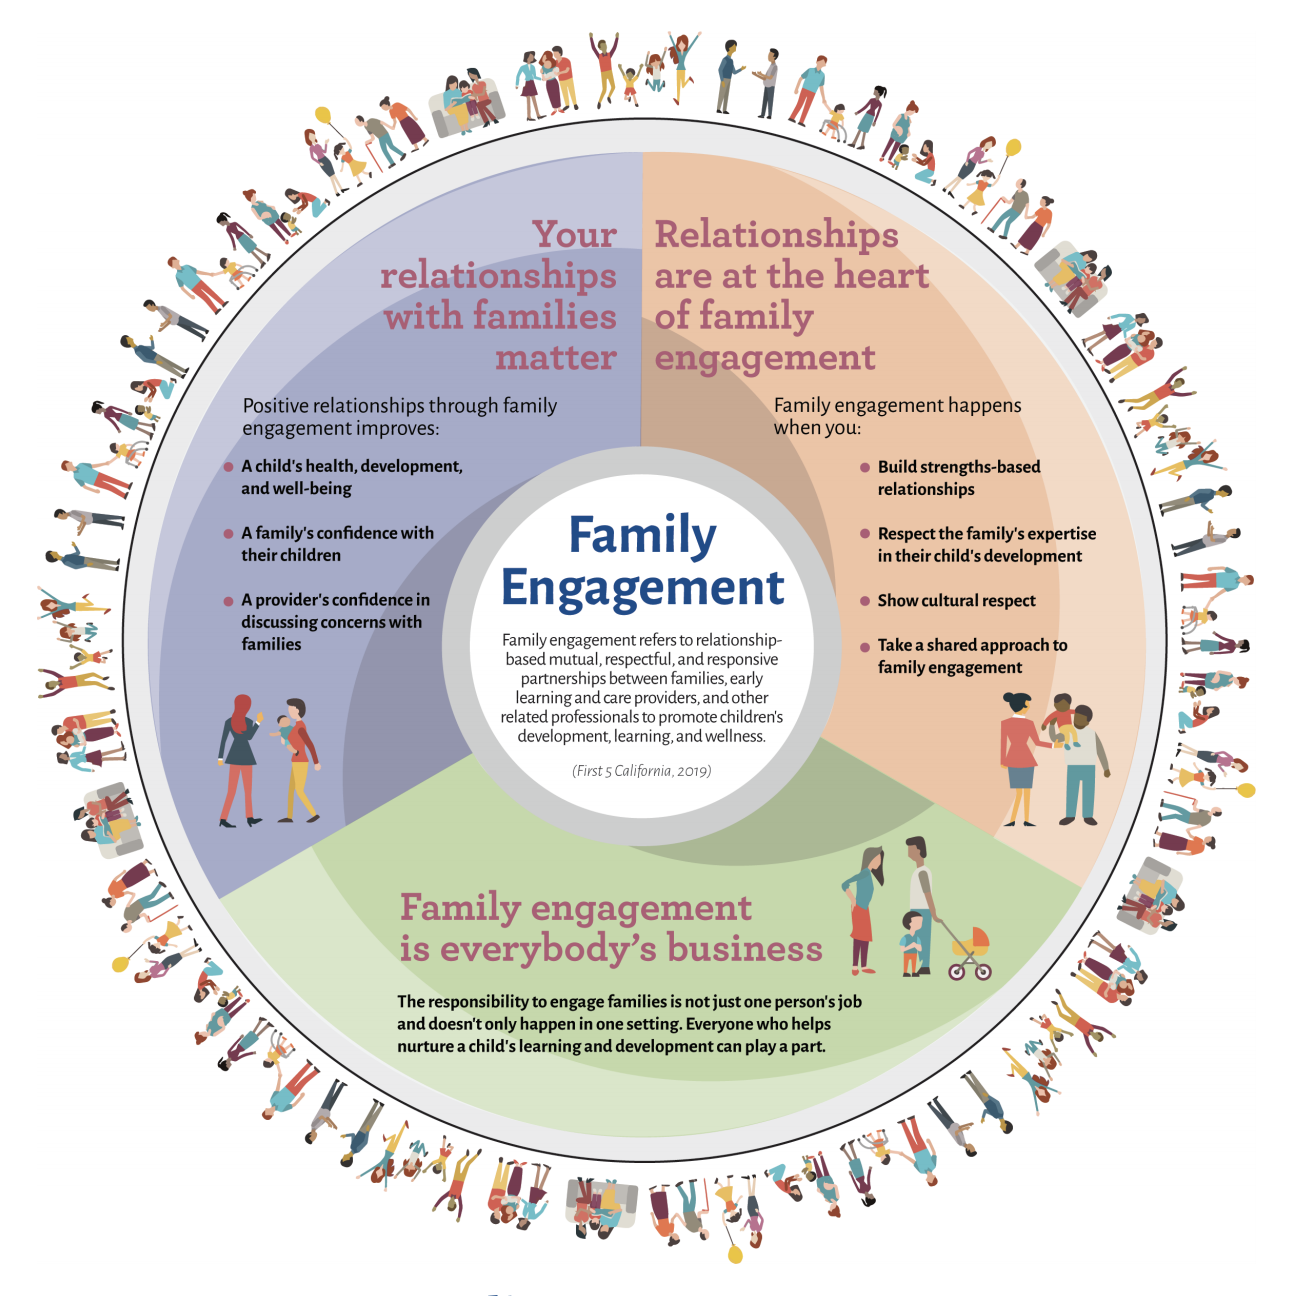 Your
relationships
with families
matter
Positive relationships through family
engagement improves:
A child's health, development,
and well-being
A family's confidence with
their children
A provider's confidence in
discussing concerns with
families
Relationships
are at the heart
of family
engagement
Family engagement happens
when you:
Build strengths-based
relationships
Respect the family's expertise
in their child's development
Show cultural respect
Take a shared approach to
family engagement
Family
Engagement
Family engagement refers to relationship-
based mutual, respectful, and responsive
partnerships between families, early
learning and care providers, and other
related professionals to promote children's
development, learning, and wellness.
(First 5 California, 2019)
Family engagement
is everybody’s business
The responsibility to engage families is not just one person's job
and doesn't only happen in one setting. Everyone who helps
nurture a child's learning and development can play a part.